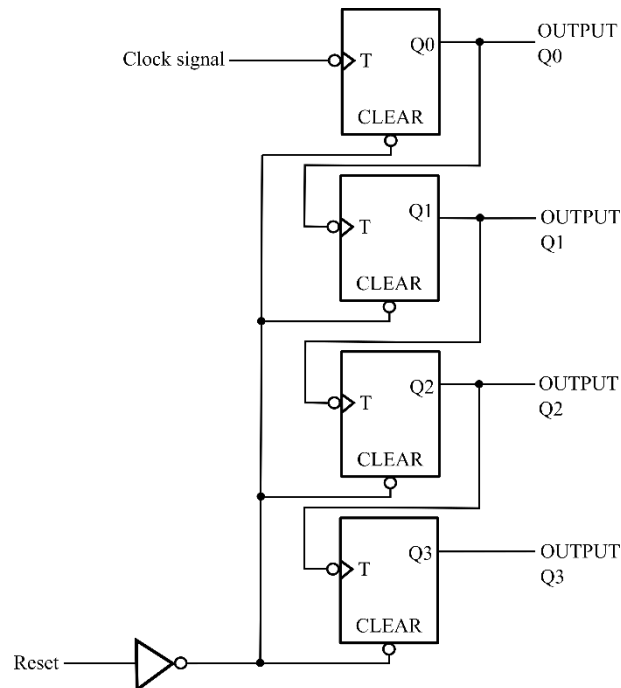 OUTPUT
Q0
Q0
Clock signal
T
CLEAR
Q1
OUTPUT
Q1
T
CLEAR
Q2
OUTPUT
Q2
T
CLEAR
Q3
OUTPUT
Q3
T
CLEAR
Reset